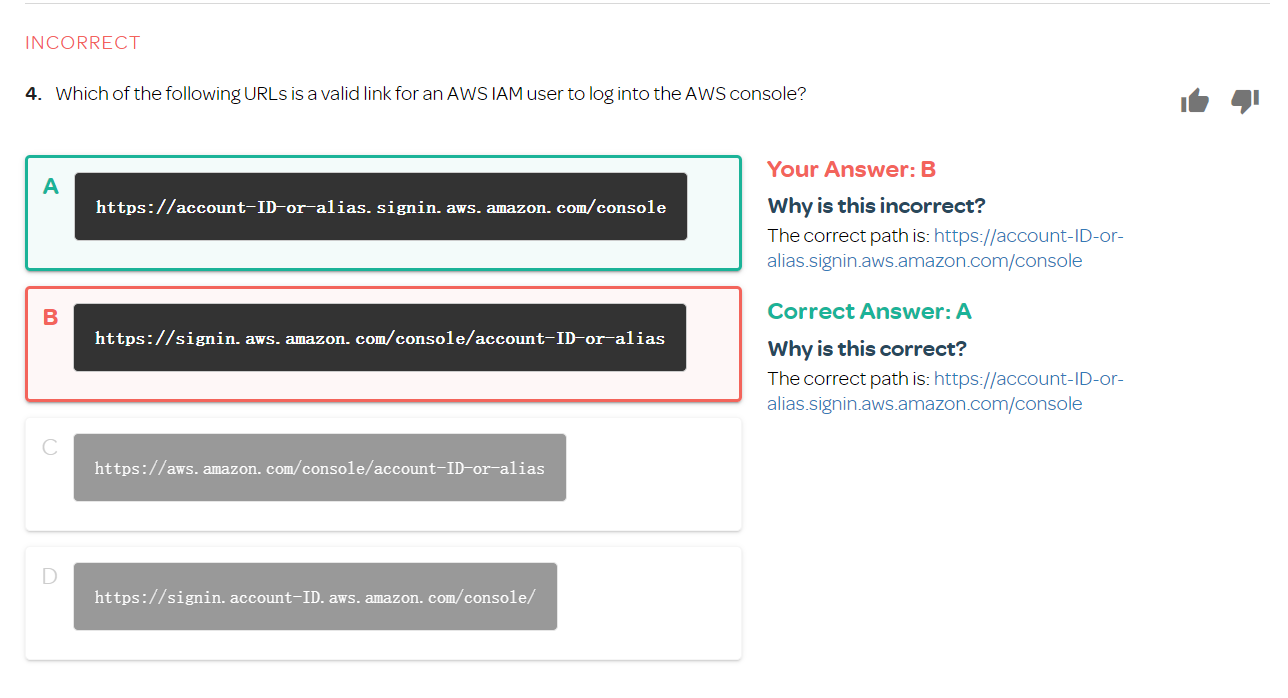 INCORRECT
4. Which of the following URLs is a valid link for an AWS IAM user to log into the AWS console?
A
https://account-ID-or-alias.signin.aws.amazon.com/console
B
https://signin.aws.amazon.com/console/account-ID-or-alias
C
https://aws.amazon.com/console/account-ID-or-alias
D
https://signin.account-ID.aws.amazon.com/console/
Your Answer: B
Why is this incorrect?
The correct path is: https://account-ID-or-
alias.signin.aws.amazon.com/console
Correct Answer: A
Why is this correct?
The correct path is: https://account-ID-or-
alias.signin.aws.amazon.com/console